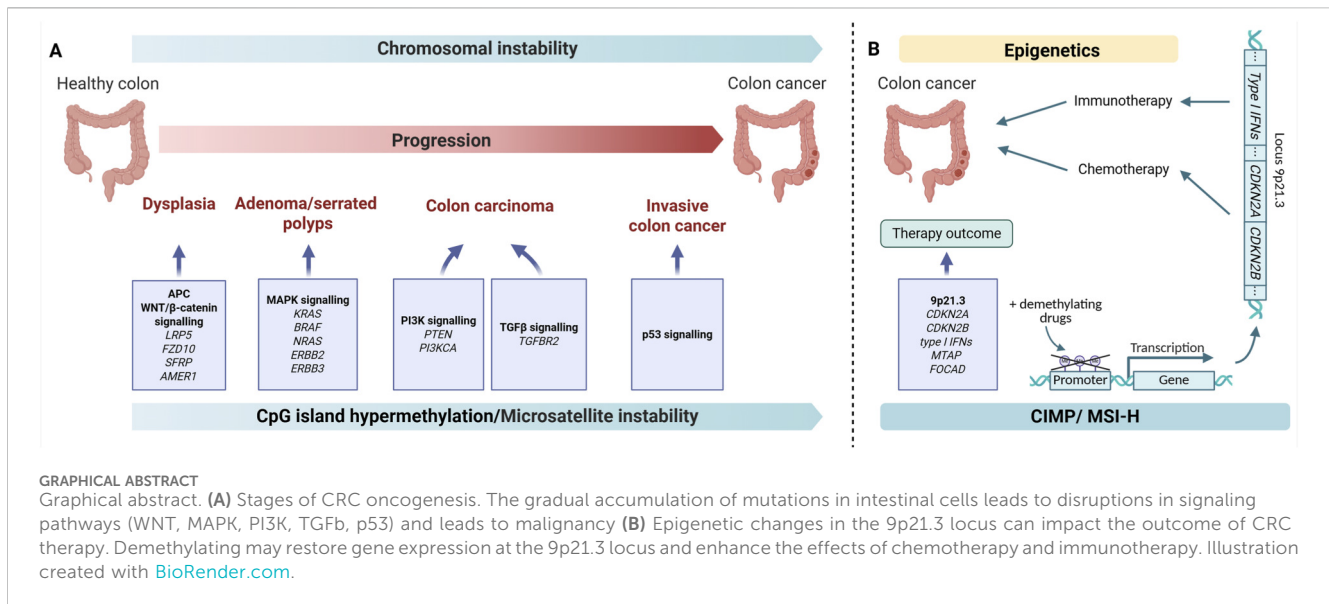 A
Chromosomal instability
Healthy colon
Colon cancer
Progression
Dysplasia
Adenoma/serrated
polyps
Colon carcinoma
Invasive
colon cancer
APC
WNT/β-catenin
signalling
LRP5
FZD10
SFRP
AMER1
MAPK signalling
KRAS
BRAF
NRAS
ERBB2
ERBB3
PI3K signalling
PTEN
PI3KCA
TGFβ signalling
TGFBR2
p53 signalling
CpG island hypermethylation/Microsatellite instability
B
Epigenetics
Colon cancer
Immunotherapy
Chemotherapy
... Type I IFNs ... CDKN2A CDKN2B ...
Locus 9p21.3
Therapy outcome
9p21.3
CDKN2A
CDKN2B
type I IFNs
MTAP
FOCAD
+ demethylating
drugs
Transcription
Promoter
Gene
CIMP/ MSI-H
GRAPHICAL ABSTRACT
Graphical abstract. (A) Stages of CRC oncogenesis. The gradual accumulation of mutations in intestinal cells leads to disruptions in signaling
pathways (WNT, MAPK, PI3K, TGFb, p53) and leads to malignancy (B) Epigenetic changes in the 9p21.3 locus can impact the outcome of CRC
therapy. Demethylating may restore gene expression at the 9p21.3 locus and enhance the effects of chemotherapy and immunotherapy. Illustration
created with BioRender.com.